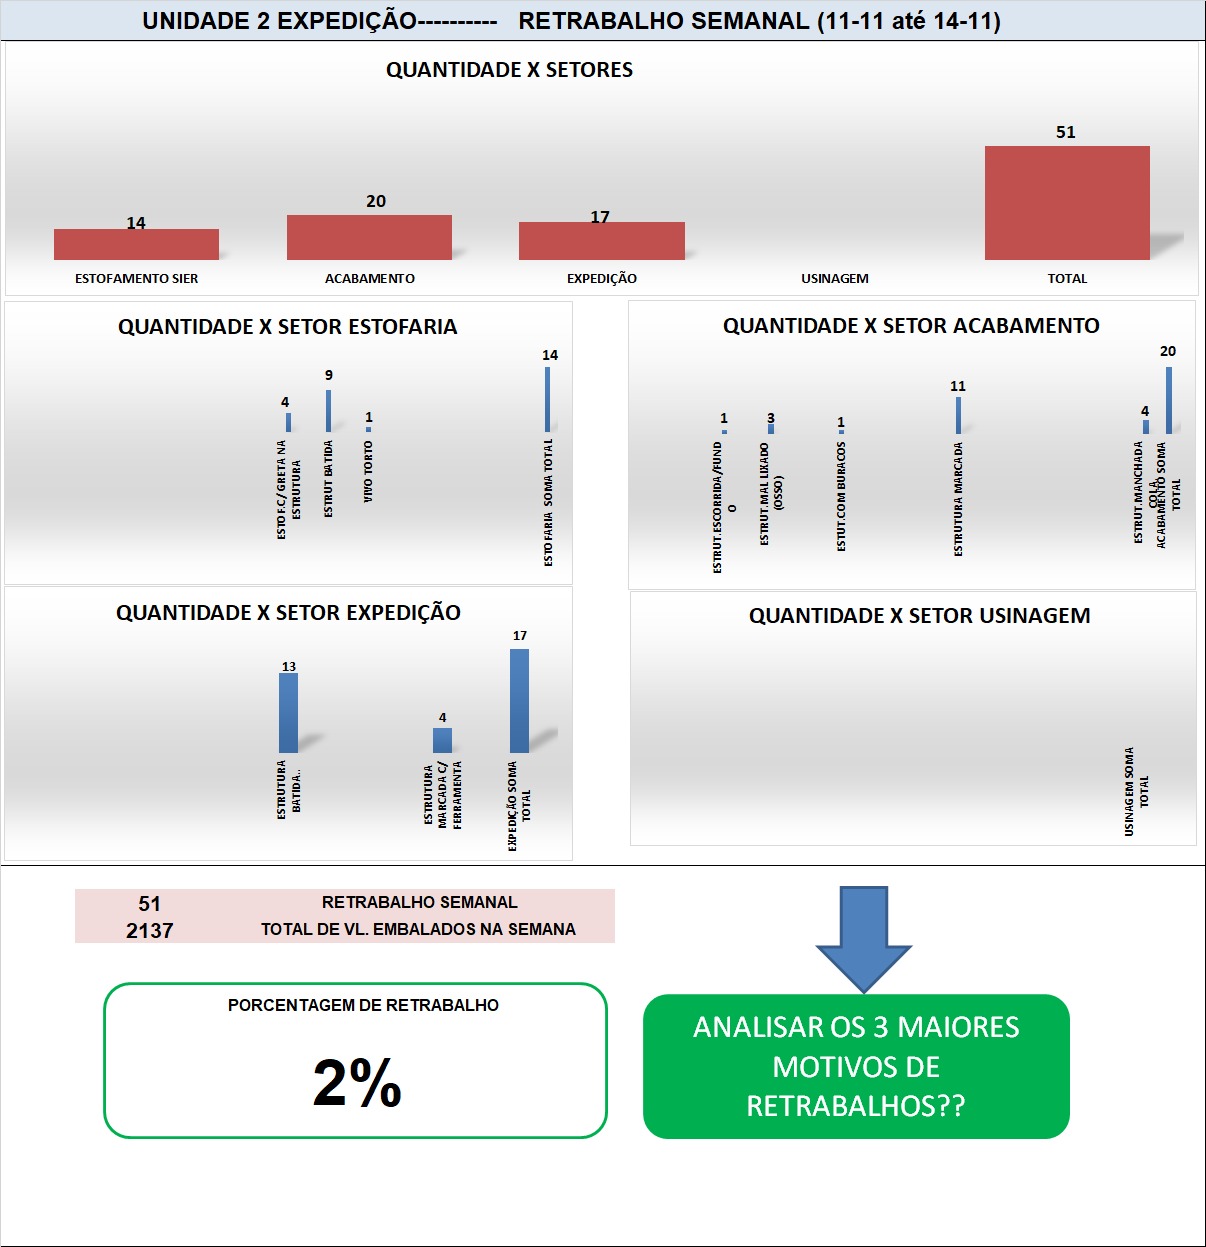 UNIDADE 2 EXPEDIÇÃO---------- RETRABALHO SEMANAL (11-11 até 14-11)
QUANTIDADE X SETORES
14
20
17
51
ESTOFAMENTO SIER
ACABAMENTO
EXPEDIÇÃO
USINAGEM
TOTAL
QUANTIDADE X SETOR ESTOFARIA
4
9
1
14
ESTOF.C/ GRETA NA
ESTRUTURA
ESTRUT BATIDA
VIVO TORTO
ESTOFARIA SOMA TOTAL
QUANTIDADE X SETOR ACABAMENTO
1
3
1
11
4
20
ESTRUT.ESCORRIDA/FUND
O
ESTRUT.MAL LIXADO
(OSSO)
ESTUT.COM BURACOS
ESTRUTURA MARCADA
ESTRUT.MANCHADA
COLA
ACABAMENTO SOMA
TOTAL
QUANTIDADE X SETOR EXPEDIÇÃO
13
4
17
ESTRUTURA
BATIDA..
ESTRUTURA
MARCADA C/
FERRAMENTA
EXPEDIÇÃO SOMA
TOTAL
QUANTIDADE X SETOR USINAGEM
USINAGEM SOMA
TOTAL
51 RETRABALHO SEMANAL
2137 TOTAL DE VL. EMBALADOS NA SEMANA
PORCENTAGEM DE RETRABALHO
2%
ANALISAR OS 3 MAIORES
MOTIVOS DE
RETRABALHOS??